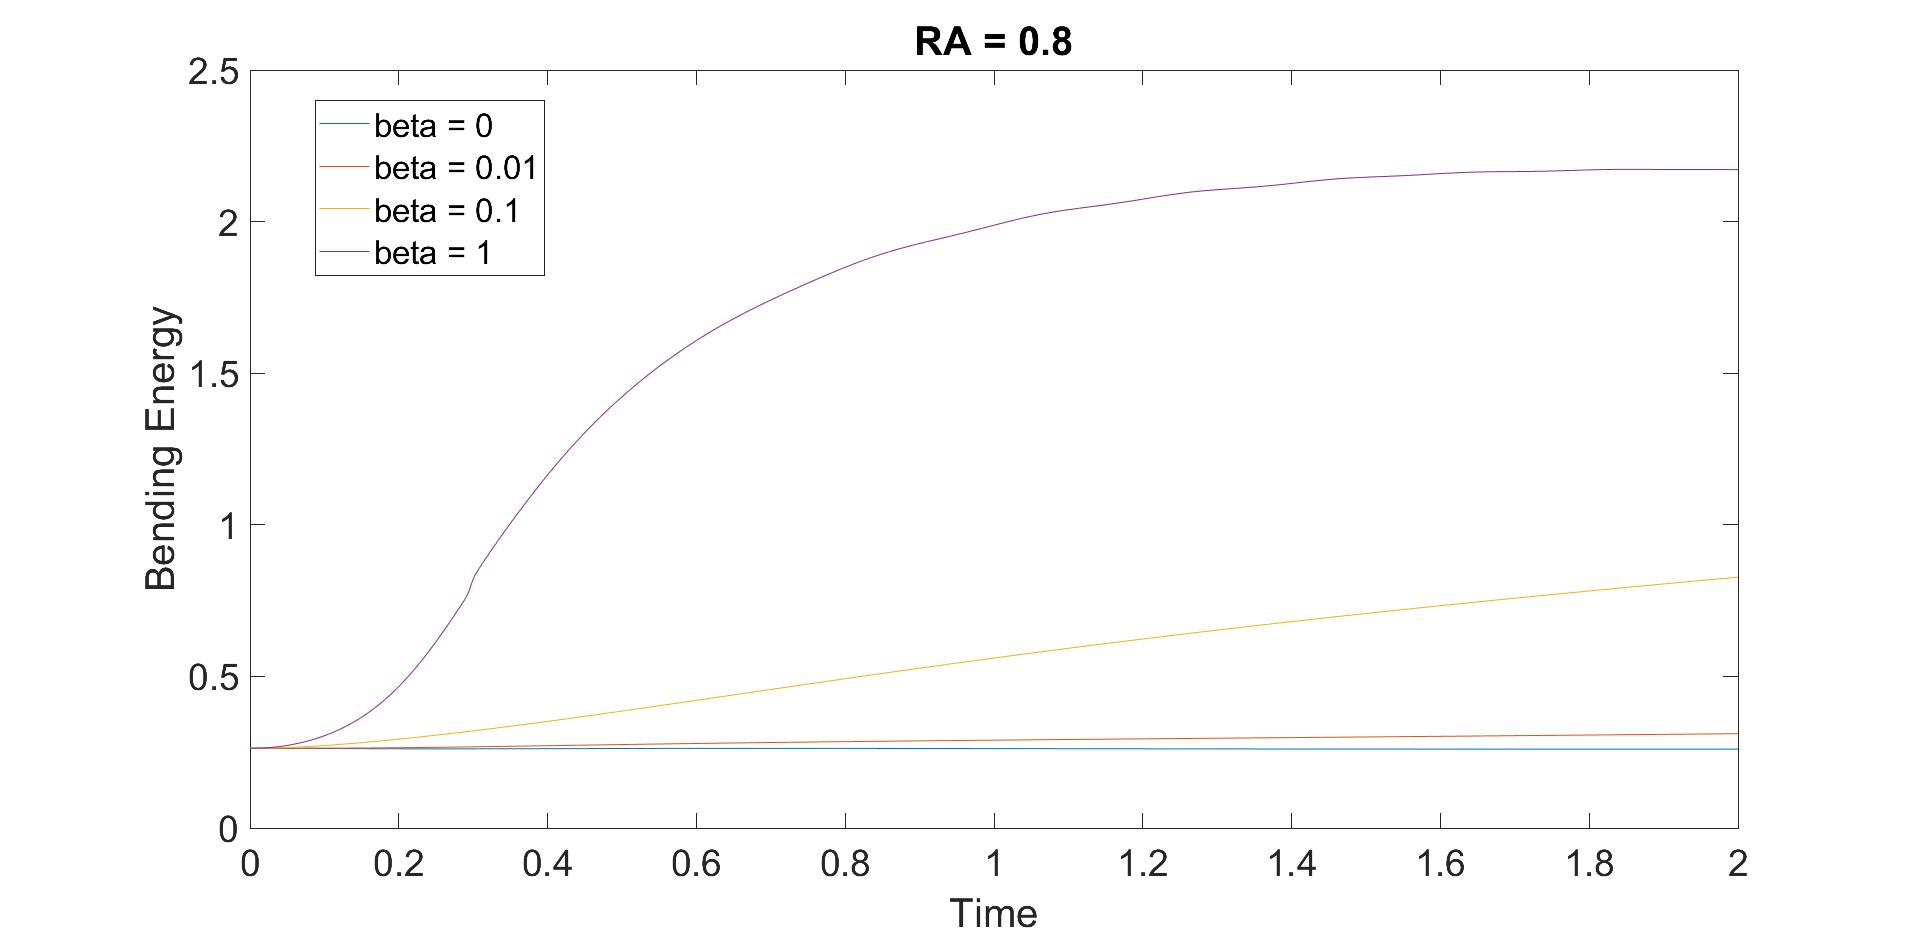 RA = 0.8
2.5
2
1.5
1
0.5
0
beta = 0
beta = 0.01
beta = 0.1
beta = 1
Bending Energy
0 0.2 0.4 0.6 0.8 1 1.2 1.4 1.6 1.8 2
Time